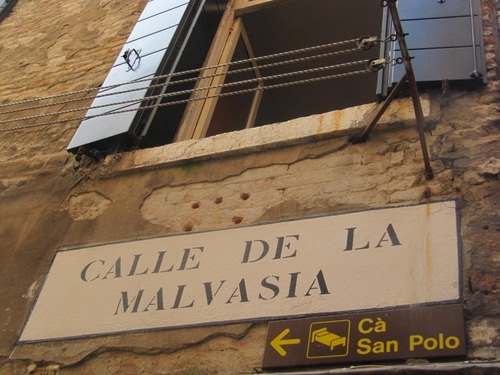 CALLE DE LA
MALVASIA
Cà
San Polo